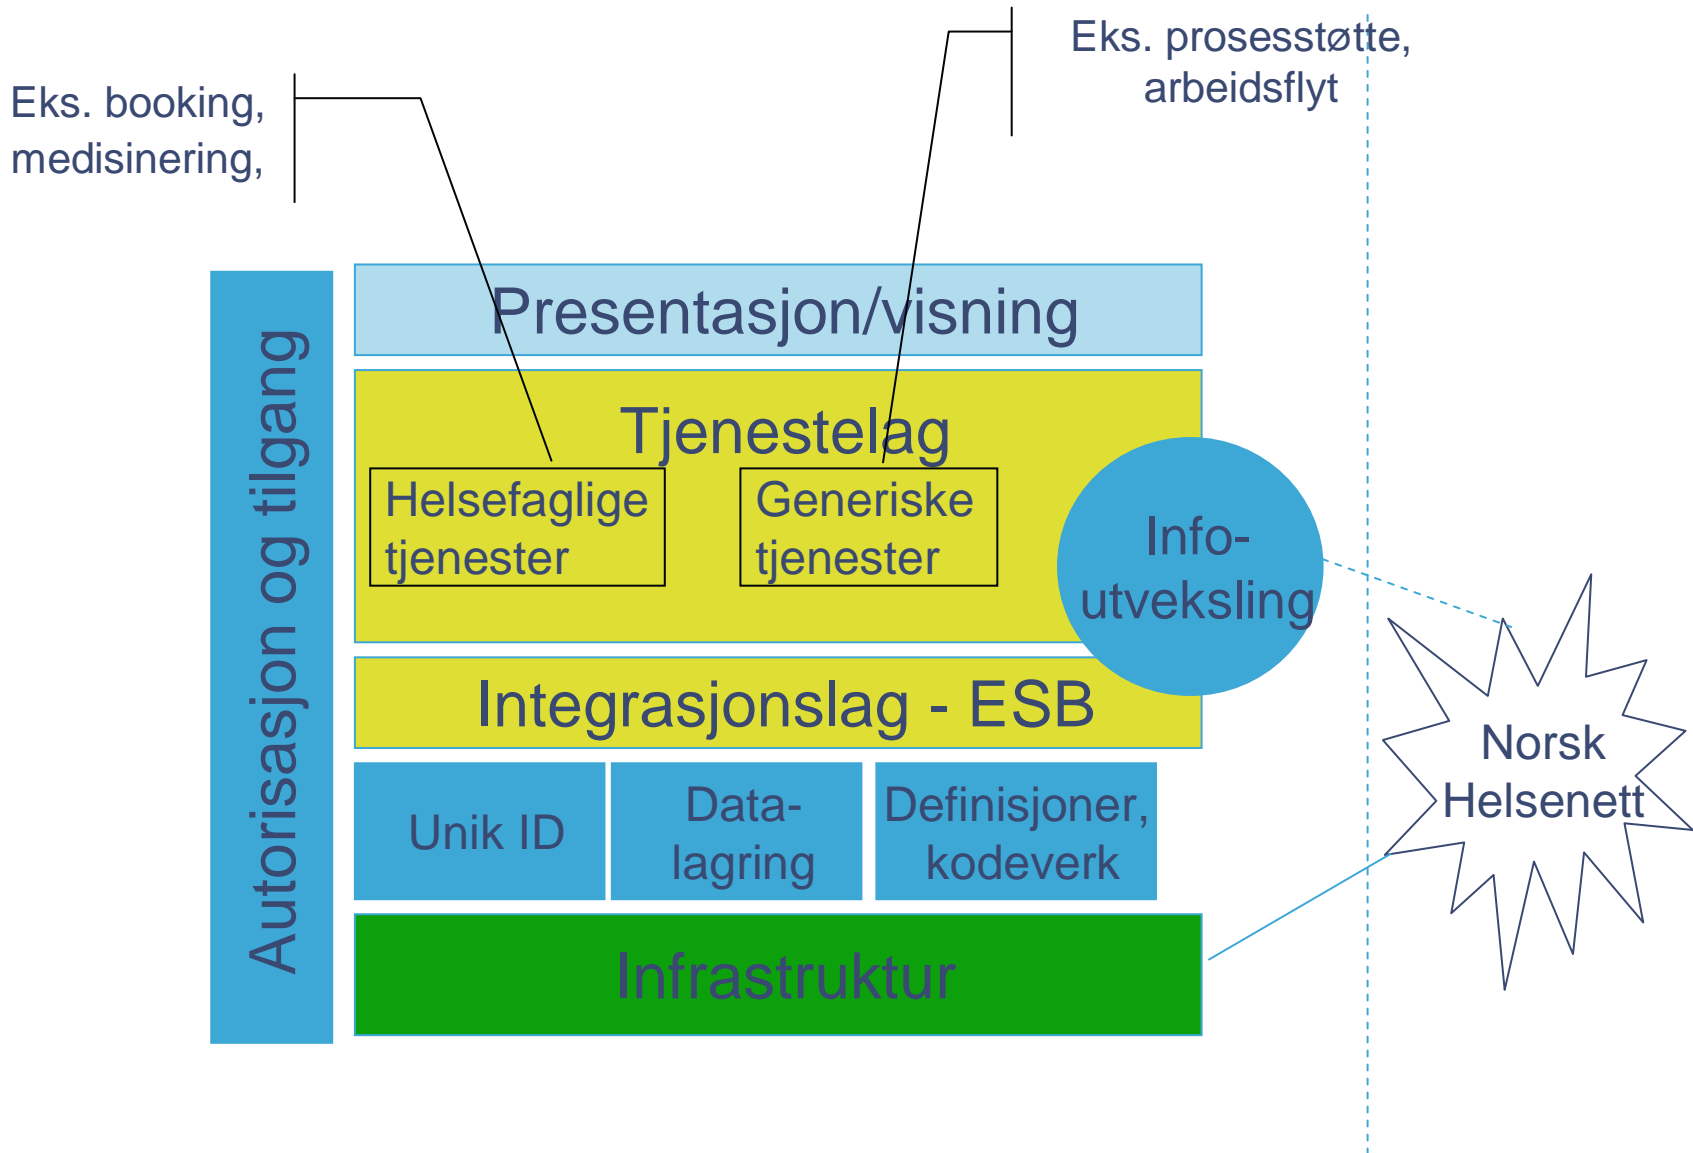 Eks. prosesstøtte,
arbeidsflyt
Eks. booking,
medisinering,
Autorisasjon og tilgang
Presentasjon/visning
Tjenestelag
Helsefaglige
tjenester
Generiske
tjenester
Info-
utveksling
Integrasjonslag - ESB
Unik ID
Data-
lagring
Definisjoner,
kodeverk
Infrastruktur
Norsk
Helsenett